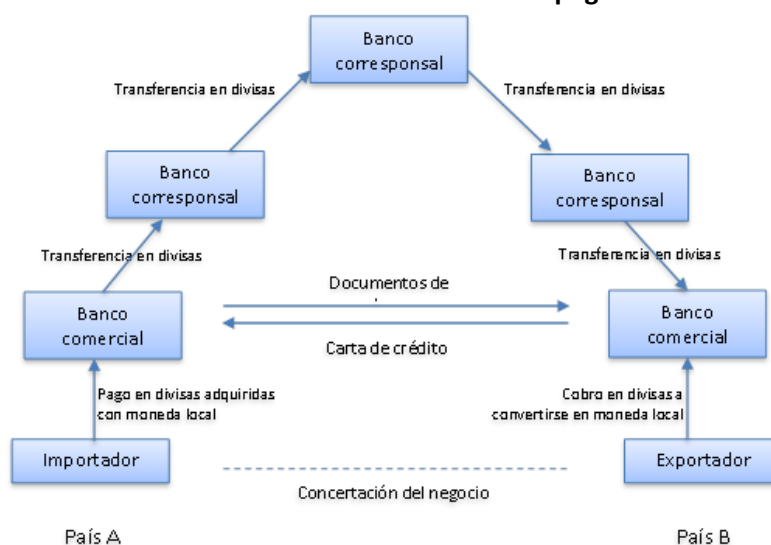 Banco
corresponsal
Transferencia en divisas
Transferencia en divisas
Banco
corresponsal
Banco
corresponsal
Transferencia en divisas
Transferencia en divisas
Documentos de
Banco
comercial
Banco
comercial
Carta de crédito
Pago en divisas adquiridas
con moneda local
Cobro en divisas a
convertirse en moneda local
Importador
Exportador
Concertación del negocio
País A
País B